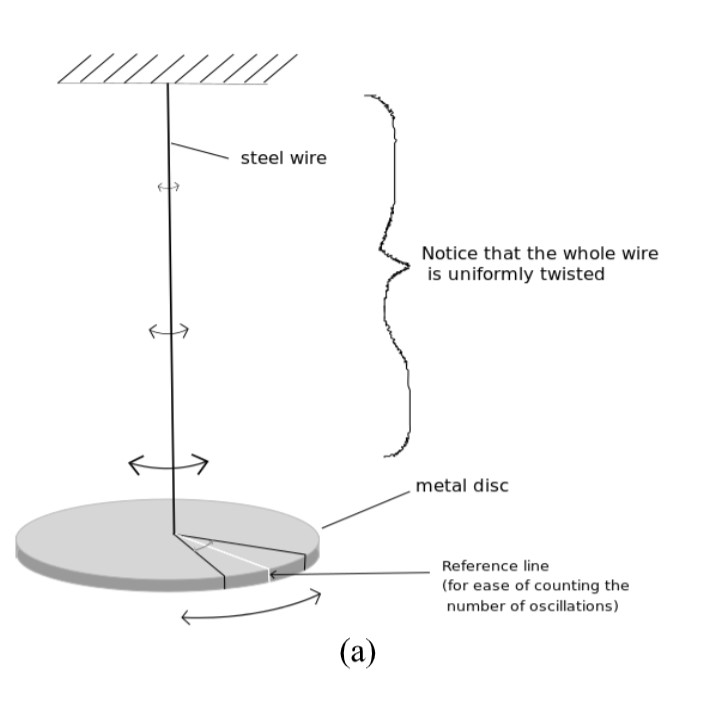 steel wire
Notice that the whole wire
is uniformly twisted
metal disc
Reference line
(for ease of counting the
number of oscillations)
(a)